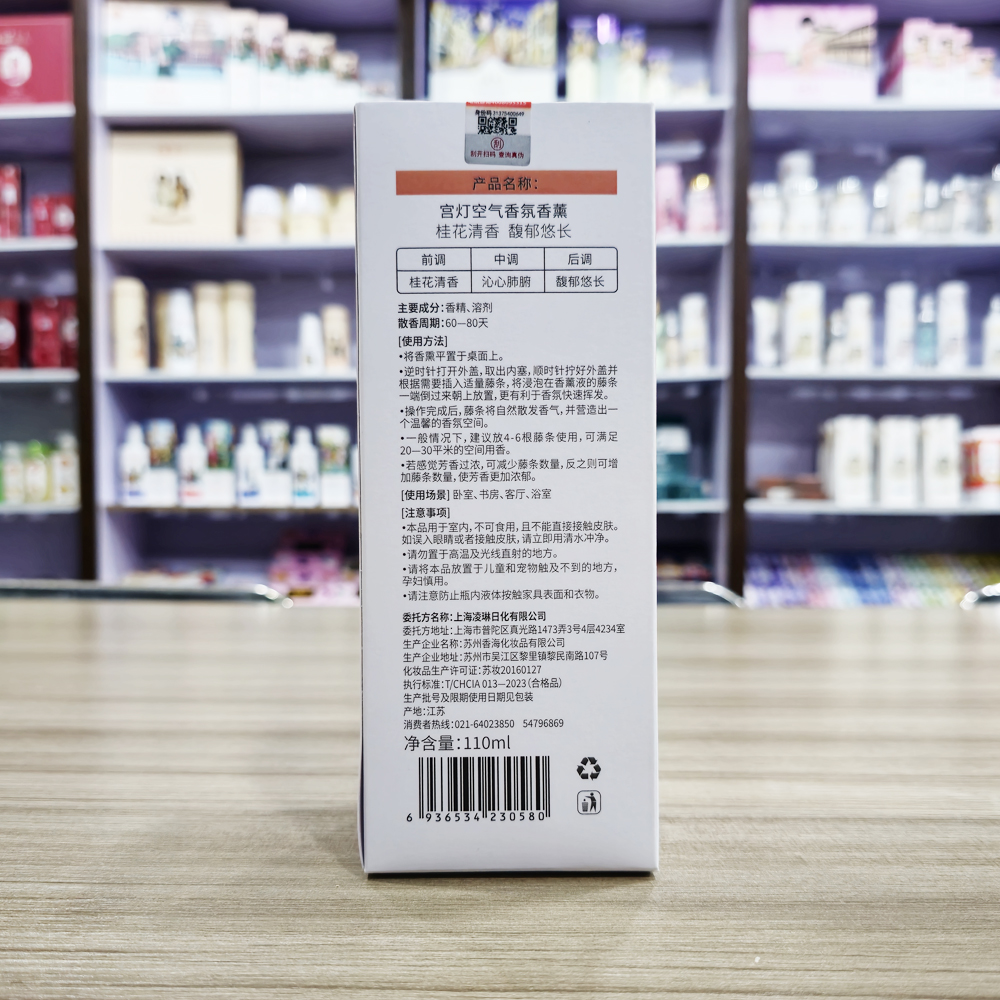 身份码 21375400649
刮
刮开扫码 查询真伪
产品名称：
宫灯空气香氛香薰
桂花清香 馥郁悠长
前调 中调 后调
桂花清香 沁心肺腑 馥郁悠长
主要成分：香精、溶剂
散香周期：60—80天
[使用方法]
•将香熏平置于桌面上。
•逆时针打开外盖，取出内塞，顺时针拧好外盖并
根据需要插入适量藤条，将浸泡在香薰液的藤条
一端倒过来朝上放置，更有利于香氛快速挥发。
•操作完成后，藤条将自然散发香气，并营造出一
个温馨的香氛空间。
•一般情况下，建议放4-6根藤条使用，可满足
20—30平米的空间用香。
•若感觉芳香过浓，可减少藤条数量，反之则可增
加藤条数量，使芳香更加浓郁。
[使用场景] 卧室、书房、客厅、浴室
[注意事项]
•本品用于室内，不可食用，且不能直接接触皮肤。
如误入眼睛或者接触皮肤，请立即用清水冲净。
•请勿置于高温及光线直射的地方。
•请将本品放置于儿童和宠物触及不到的地方，
孕妇慎用。
•请注意防止瓶内液体按触家具表面和衣物。
委托方名称：上海凌琳日化有限公司
委托方地址：上海市普陀区真光路1473弄3号4层4234室
生产企业名称：苏州香海化妆品有限公司
生产企业地址：苏州市吴江区黎里镇黎民南路107号
化妆品生产许可证：苏妆20160127
执行标准：T/CHCIA 013—2023（合格品）
生产批号及限期使用日期见包装
产地：江苏
消费者热线：021-64023850 54796869
净含量：110ml
6 936534 230580